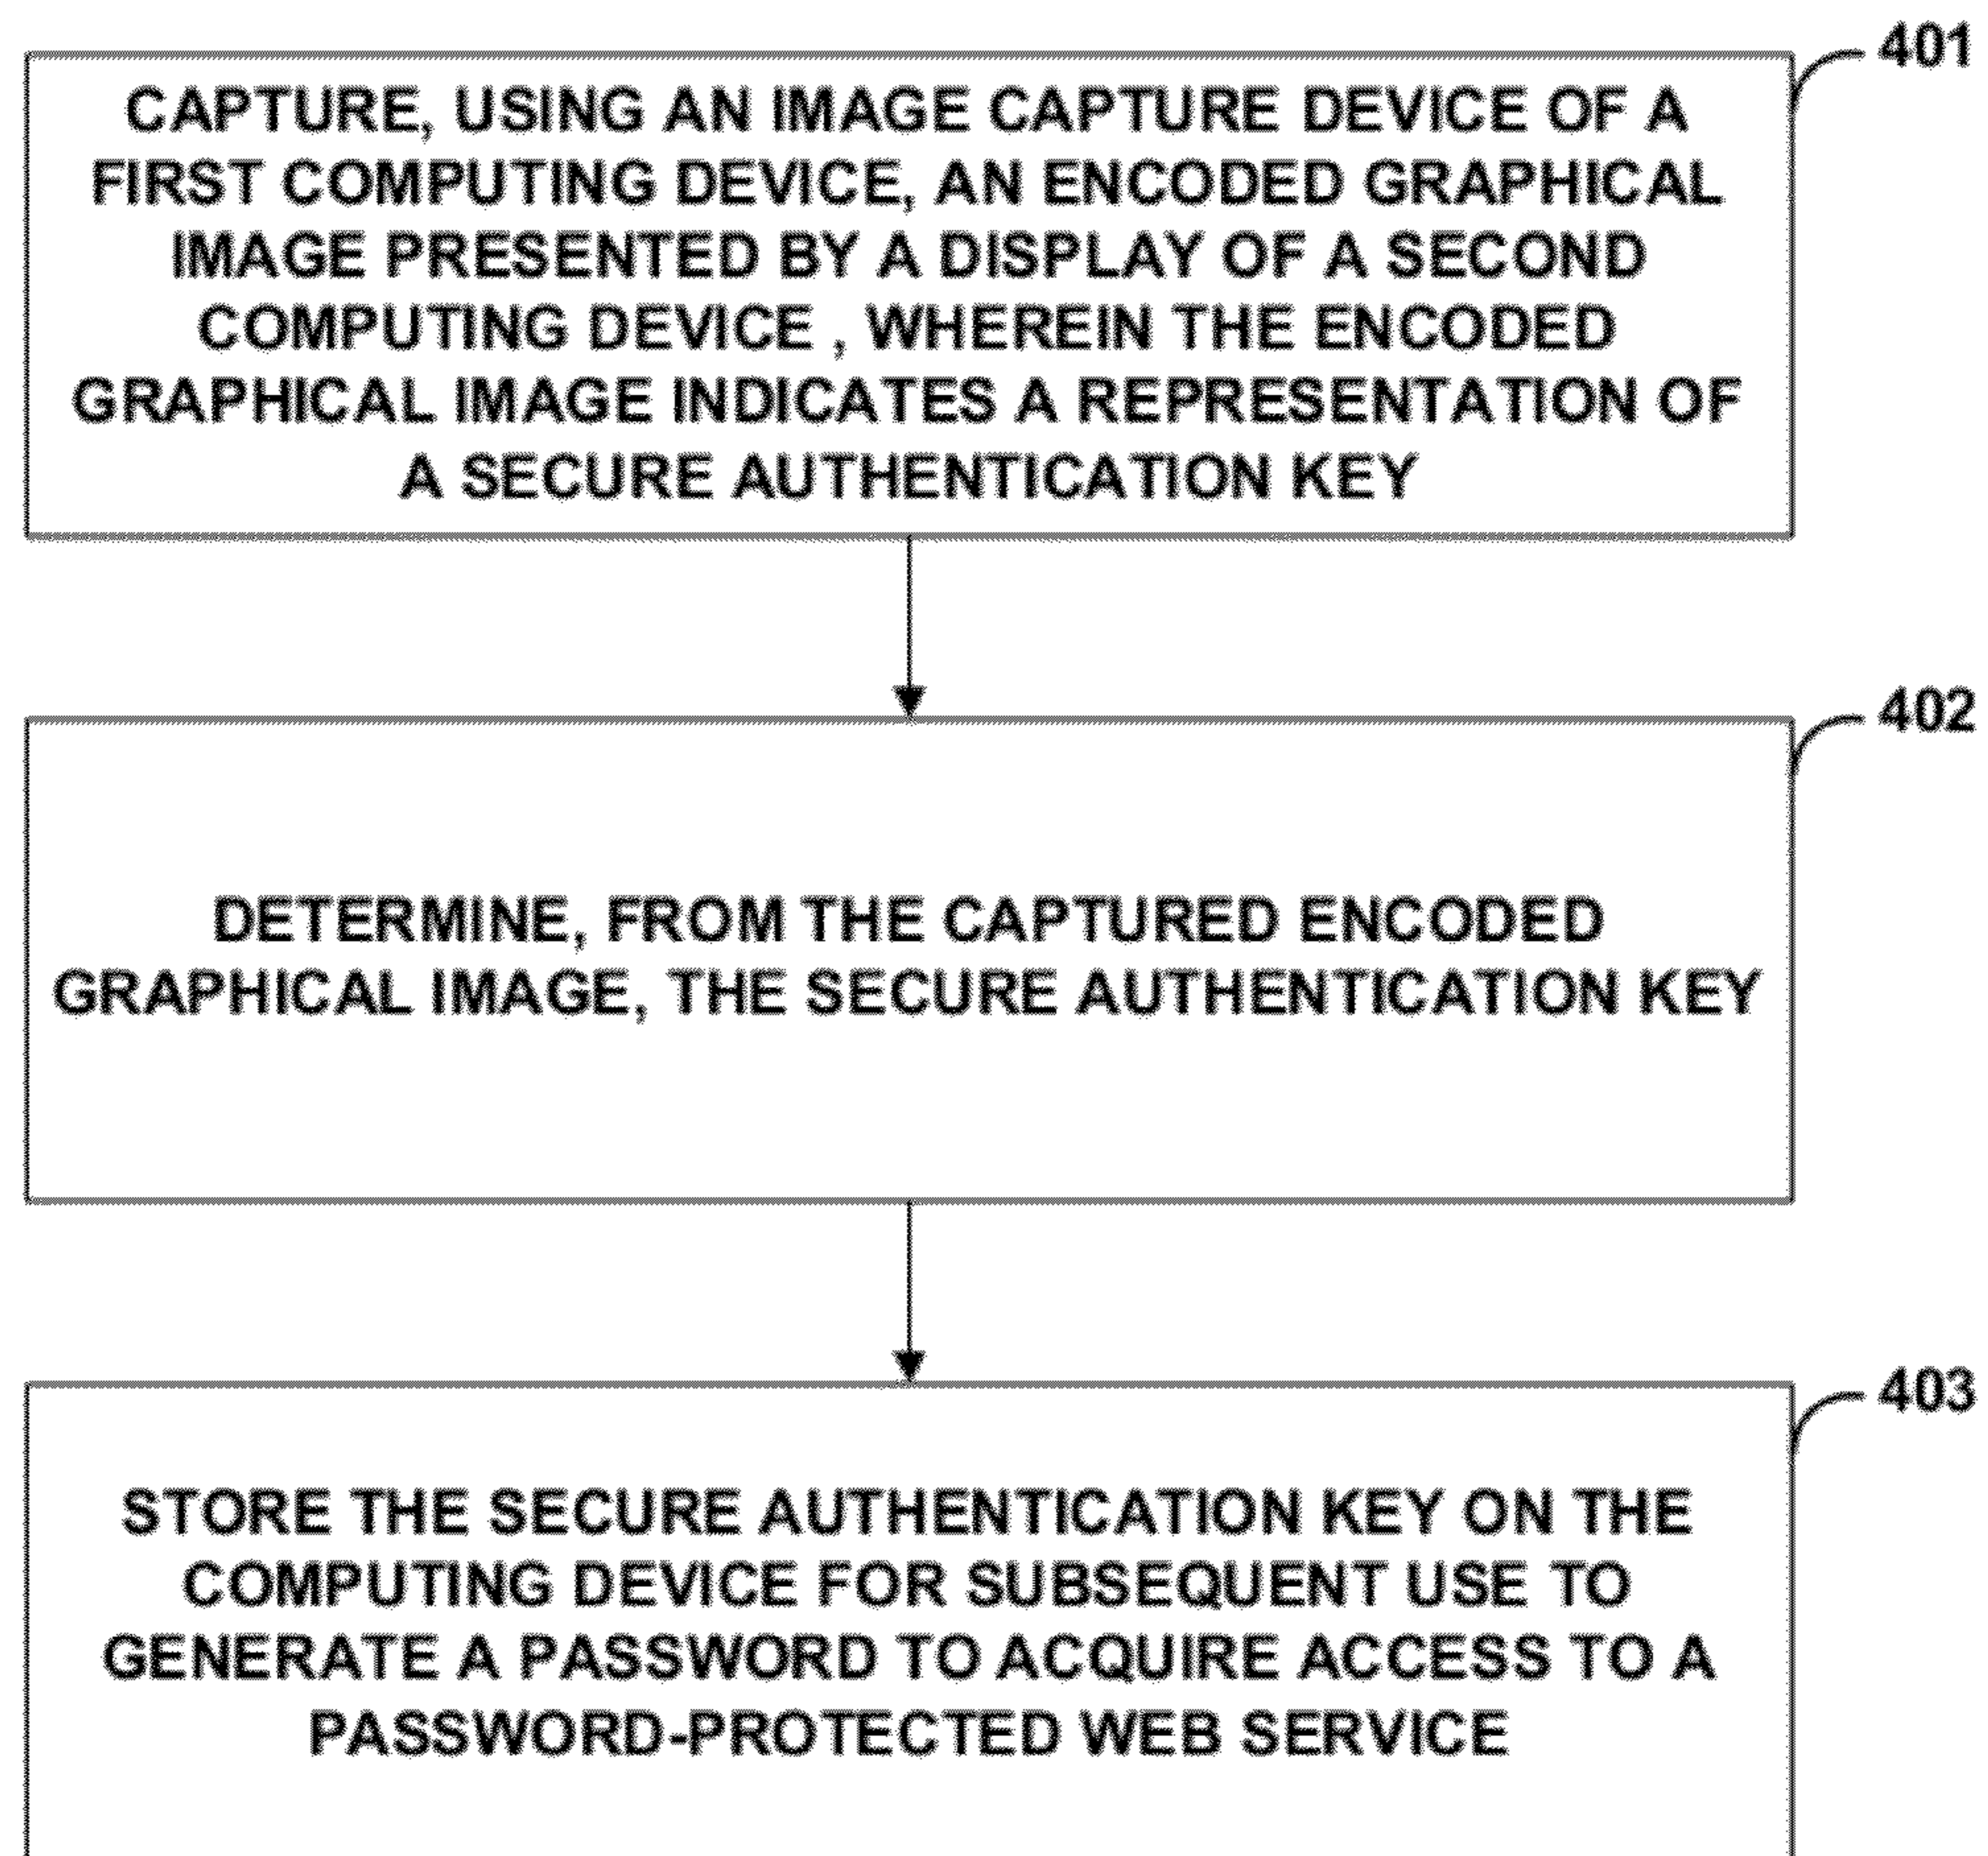 401
CAPTURE, USING AN IMAGE CAPTURE DEVICE OF A
FIRST COMPUTING DEVICE, AN ENCODED GRAPHICAL
IMAGE PRESENTED BY A DISPLAY OF A SECOND
COMPUTING DEVICE , WHEREIN THE ENCODED
GRAPHICAL IMAGE INDICATES A REPRESENTATION OF
A SECURE AUTHENTICATION KEY
402
DETERMINE, FROM THE CAPTURED ENCODED
GRAPHICAL IMAGE, THE SECURE AUTHENTICATION KEY
403
STORE THE SECURE AUTHENTICATION KEY ON THE
COMPUTING DEVICE FOR SUBSEQUENT USE TO
GENERATE A PASSWORD TO ACQUIRE ACCESS TO A
PASSWORD-PROTECTED WEB SERVICE